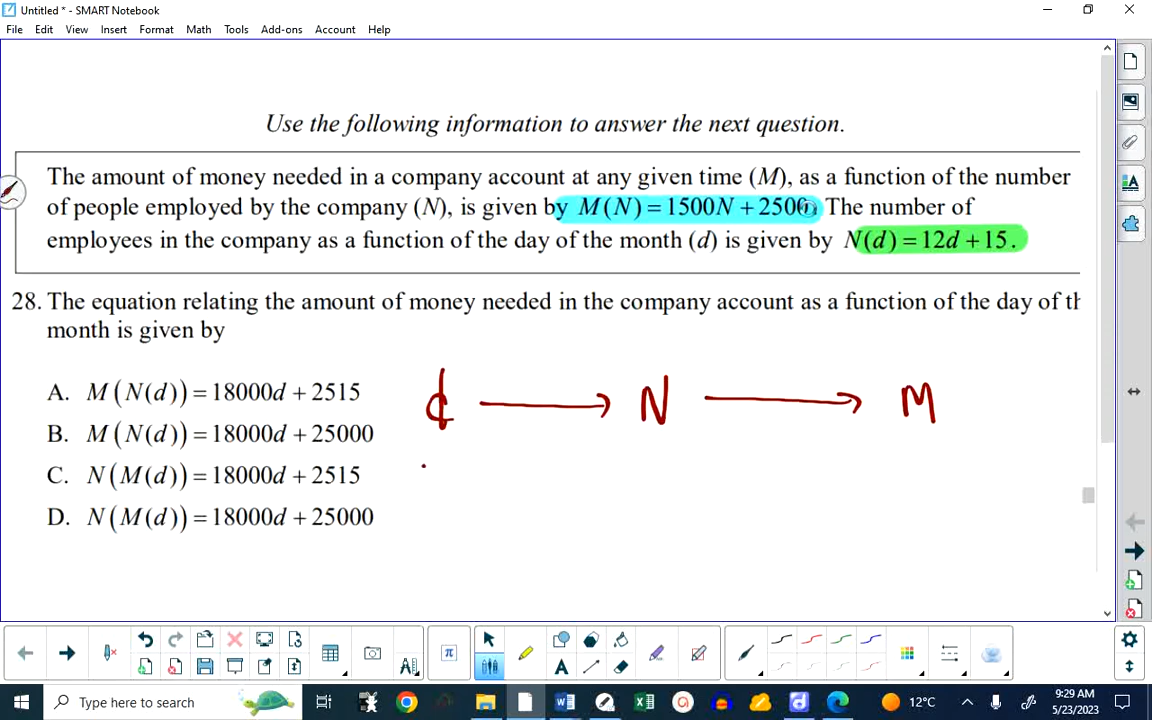 Untitled * - SMART Notebook
File Edit View Insert Format Math Tools Add-ons Account Help
Use the following information to answer the next question.
The amount of money needed in a company account at any given time (M), as a function of the number
of people employed by the company (N), is given by M(N) = 1500N + 2500. The number of
employees in the company as a function of the day of the month (d) is given by N(d) = 12d + 15.
28. The equation relating the amount of money needed in the company account as a function of the day of th
month is given by
A. M(N(d)) = 18000d + 2515
B. M(N(d)) = 18000d + 25000
C. N(M(d)) = 18000d + 2515
D. N(M(d)) = 18000d + 25000
d → N → M
Type here to search
12°C
9:29 AM
5/23/2023